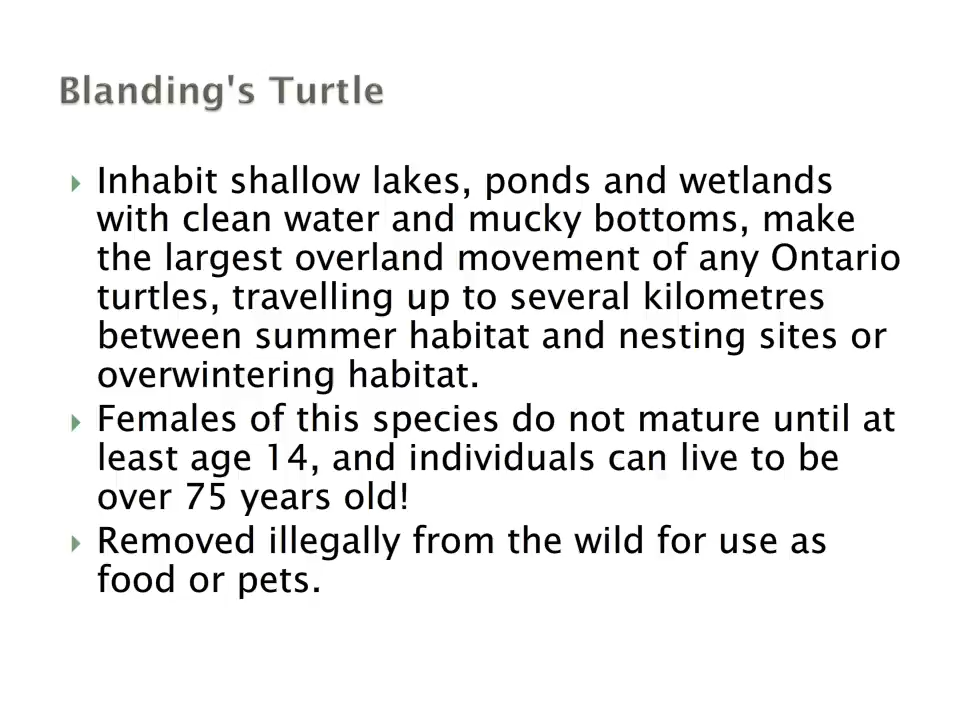 Blanding's Turtle
Inhabit shallow lakes, ponds and wetlands
with clean water and mucky bottoms, make
the largest overland movement of any Ontario
turtles, travelling up to several kilometres
between summer habitat and nesting sites or
overwintering habitat.
Females of this species do not mature until at
least age 14, and individuals can live to be
over 75 years old!
Removed illegally from the wild for use as
food or pets.